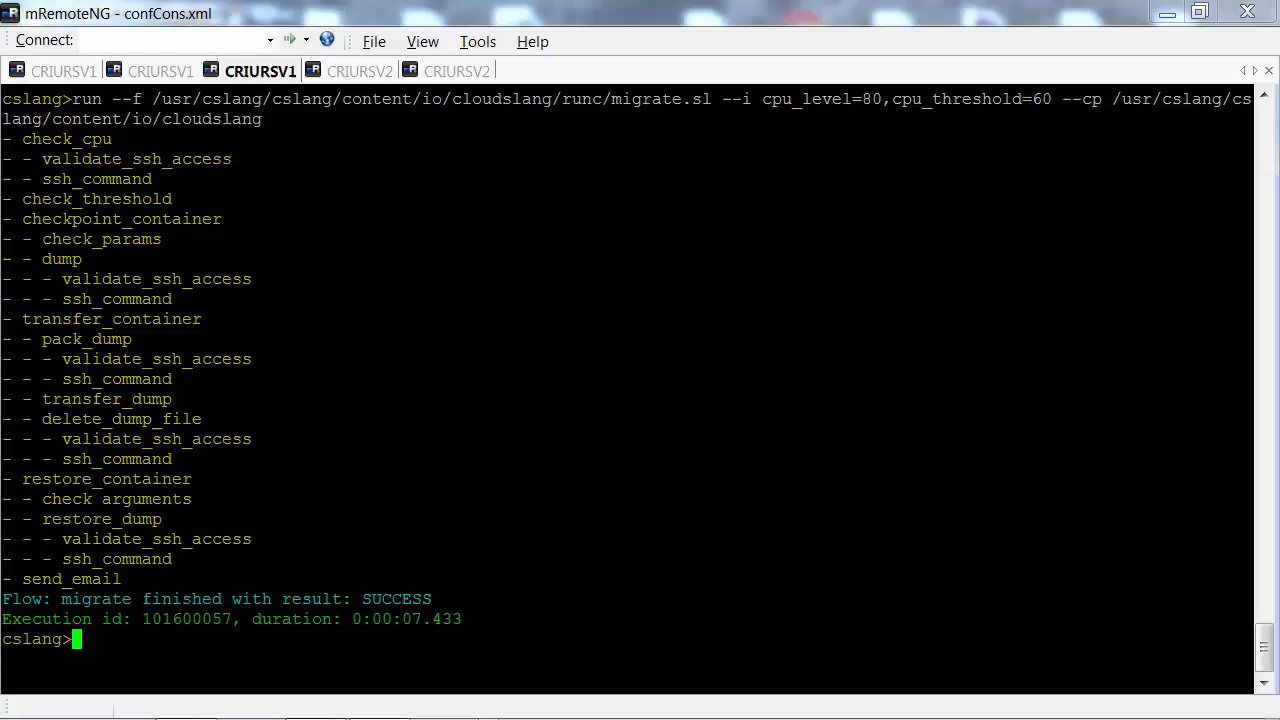 mRemoteNG - confCons.xml
Connect: File View Tools Help
CRIURSV1 CRIURSV1 CRIURSV1 CRIURSV2 CRIURSV2
cslang>run --f /usr/cslang/cslang/content/io/cloudslang/runc/migrate.sl --i cpu_level=80,cpu_threshold=60 --cp /usr/cslang/cs
lang/content/io/cloudslang
- check_cpu
- - validate_ssh_access
- - ssh_command
- check_threshold
- checkpoint_container
- - check_params
- - dump
- - - validate_ssh_access
- - - ssh_command
- transfer_container
- - pack_dump
- - - validate_ssh_access
- - - ssh_command
- - transfer_dump
- - delete_dump_file
- - - validate_ssh_access
- - - ssh_command
- restore_container
- - check arguments
- - restore_dump
- - - validate_ssh_access
- - - ssh_command
- send_email
Flow: migrate finished with result: SUCCESS
Execution id: 101600057, duration: 0:00:07.433
cslang>